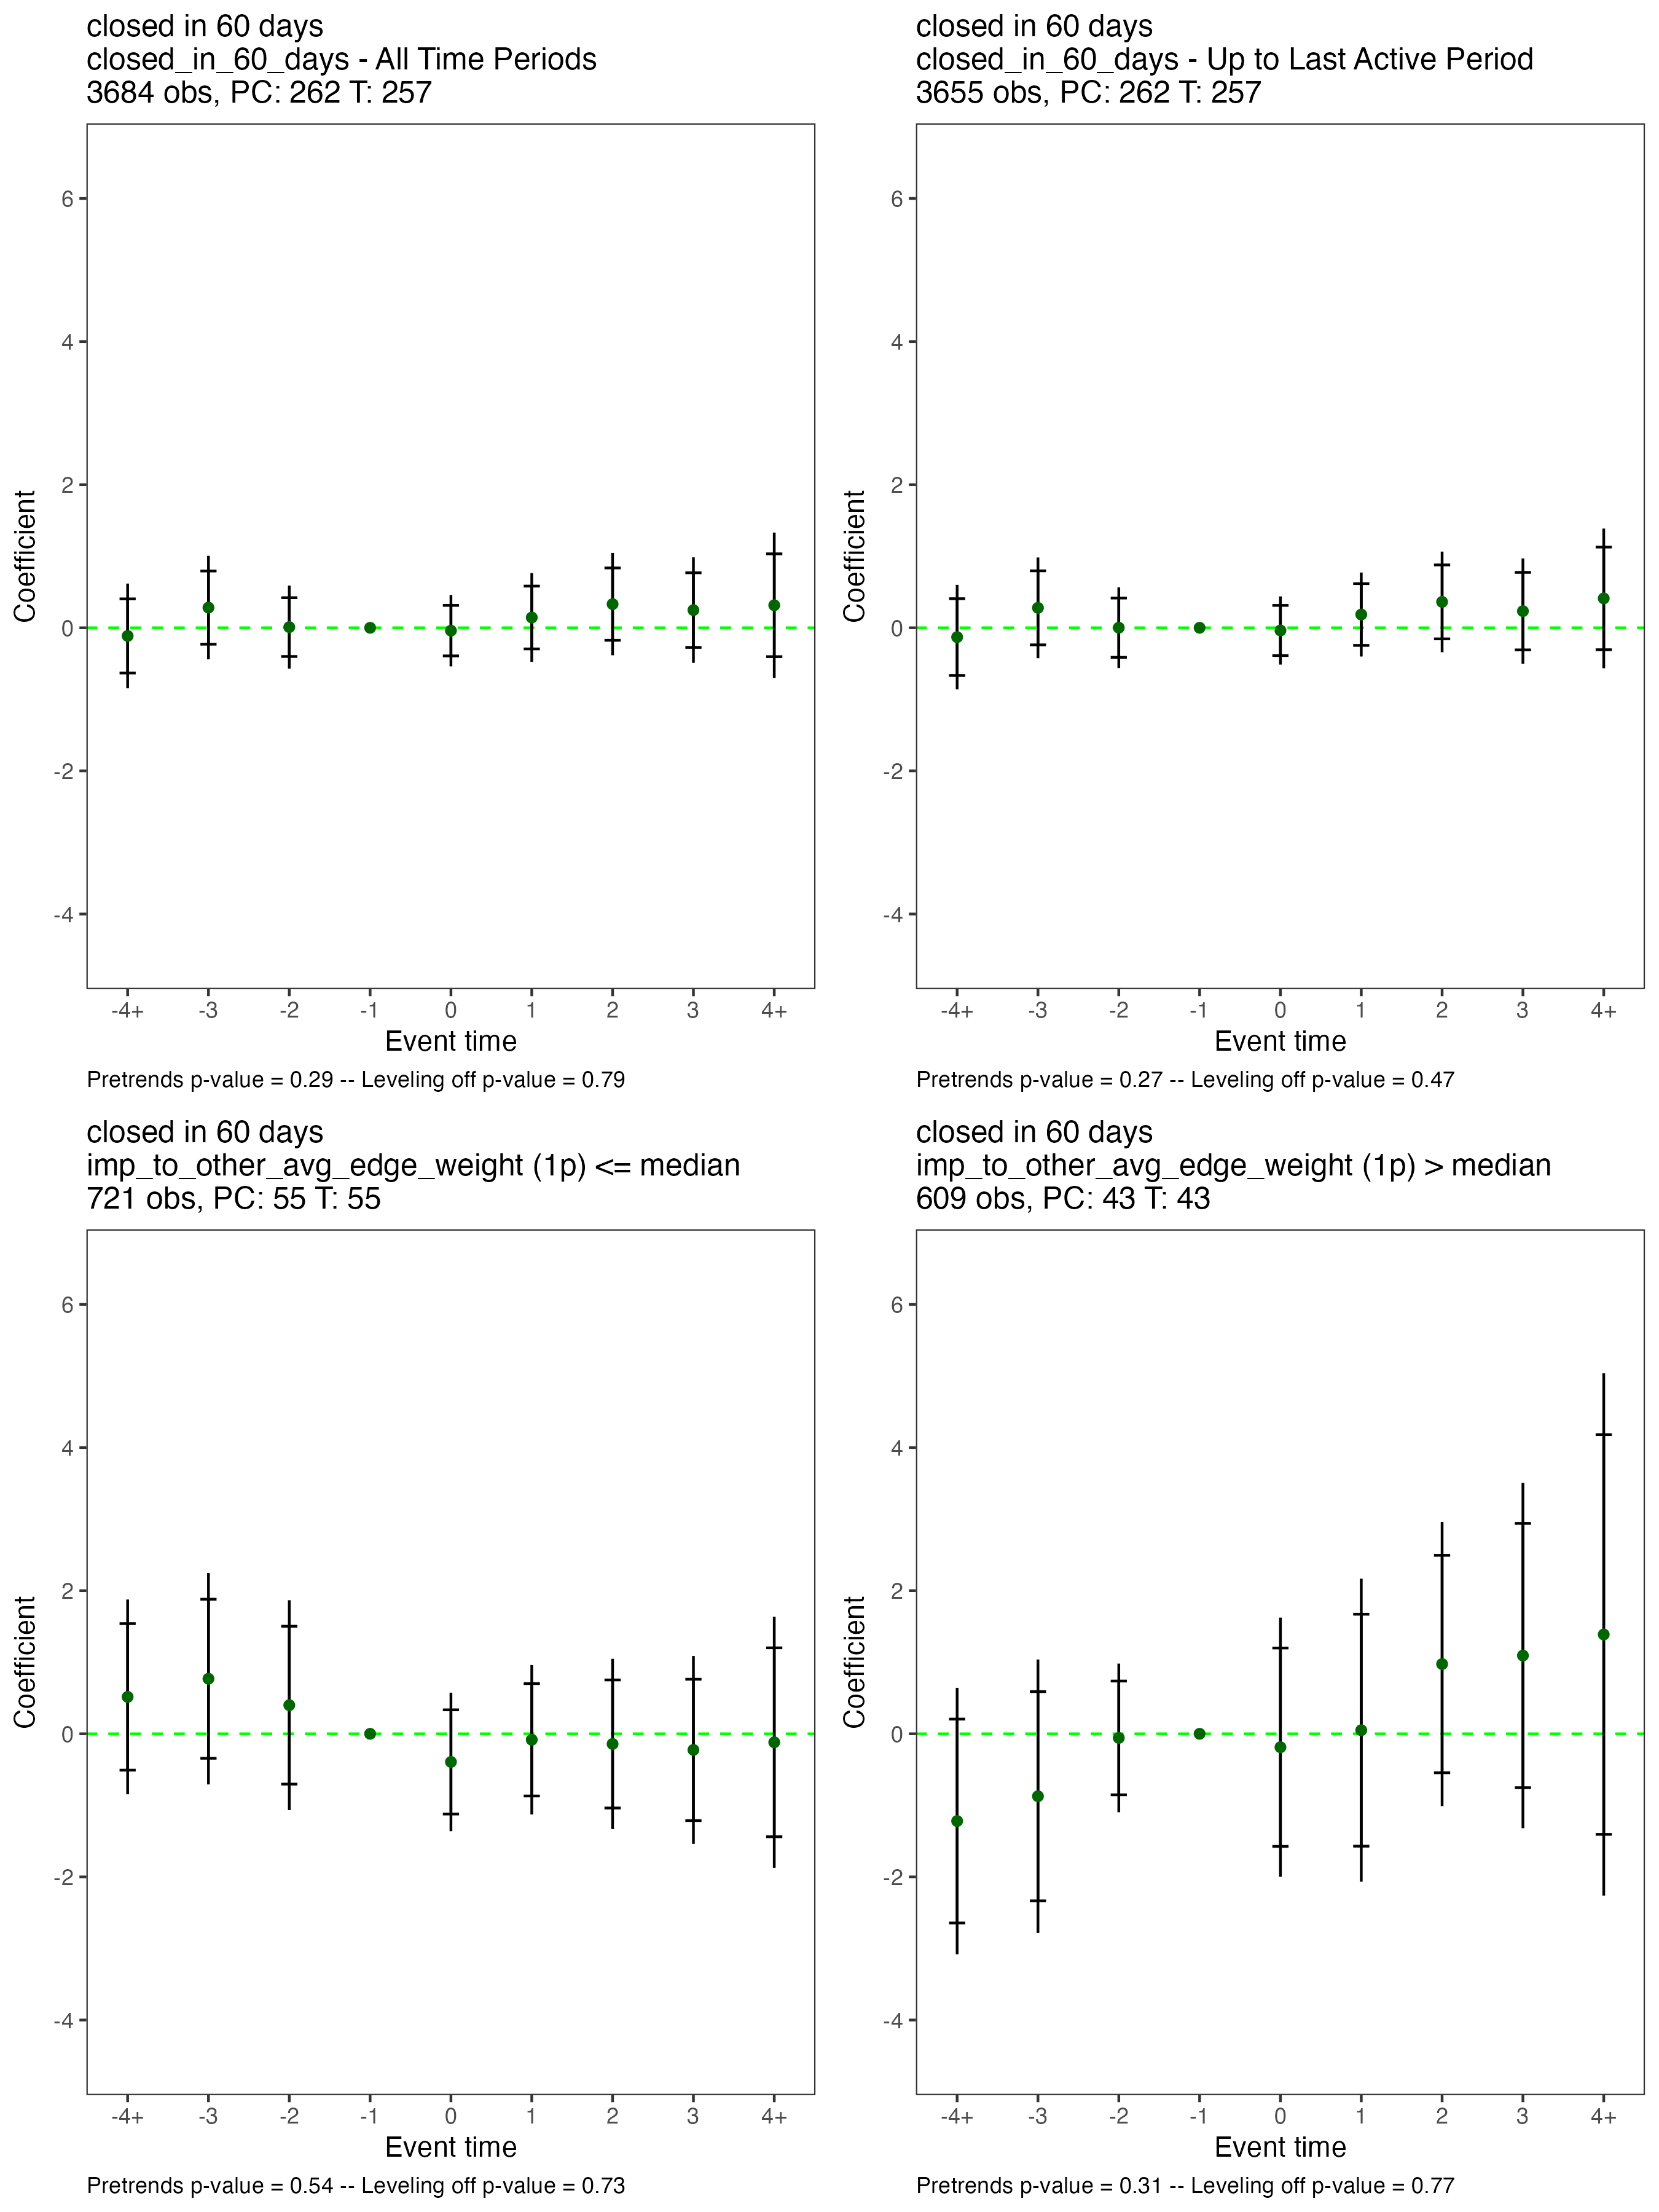 closed in 60 days
closed_in_60_days - All Time Periods
3684 obs, PC: 262 T: 257
6
4
2
0
-2
-4
Coefficient
-4+ -3 -2 -1 0 1 2 3 4+
Event time
Pretrends p-value = 0.29 -- Leveling off p-value = 0.79
closed in 60 days
closed_in_60_days - Up to Last Active Period
3655 obs, PC: 262 T: 257
6
4
2
0
-2
-4
Coefficient
-4+ -3 -2 -1 0 1 2 3 4+
Event time
Pretrends p-value = 0.27 -- Leveling off p-value = 0.47
closed in 60 days
imp_to_other_avg_edge_weight (1p) <= median
721 obs, PC: 55 T: 55
6
4
2
0
-2
-4
Coefficient
-4+ -3 -2 -1 0 1 2 3 4+
Event time
Pretrends p-value = 0.54 -- Leveling off p-value = 0.73
closed in 60 days
imp_to_other_avg_edge_weight (1p) > median
609 obs, PC: 43 T: 43
6
4
2
0
-2
-4
Coefficient
-4+ -3 -2 -1 0 1 2 3 4+
Event time
Pretrends p-value = 0.31 -- Leveling off p-value = 0.77